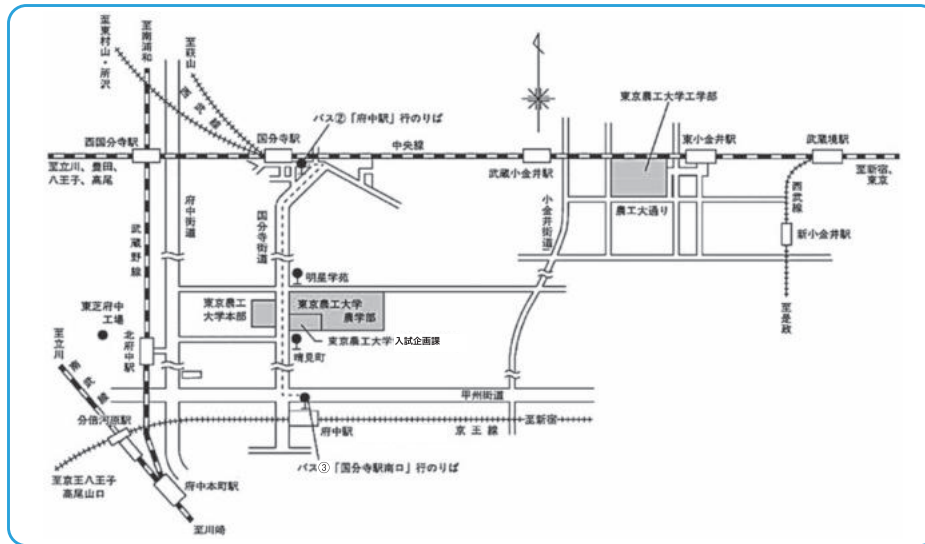 至東村山・所沢
至南浦和
至萩山
西武線
バス②「府中駅」行のりば
東京農工大学工学部
西国分寺駅
国分寺駅
中央線
武蔵小金井駅
東小金井駅
武蔵境駅
至立川、豊田、
八王子、高尾
至新宿、
東京
府中街道
国分寺街道
小金井街道
農工大通り
西武線
新小金井駅
武蔵野線
明星学苑
至是政
東芝府中
工場
東京農工
大学本部
東京農工大学
農学部
東京農工大学入試企画課
至立川
南武線
北府中駅
晴見町
甲州街道
分倍河原駅
府中駅
京王線
至新宿
バス③「国分寺駅南口」行のりば
至京王八王子
高尾山口
府中本町駅
至川崎